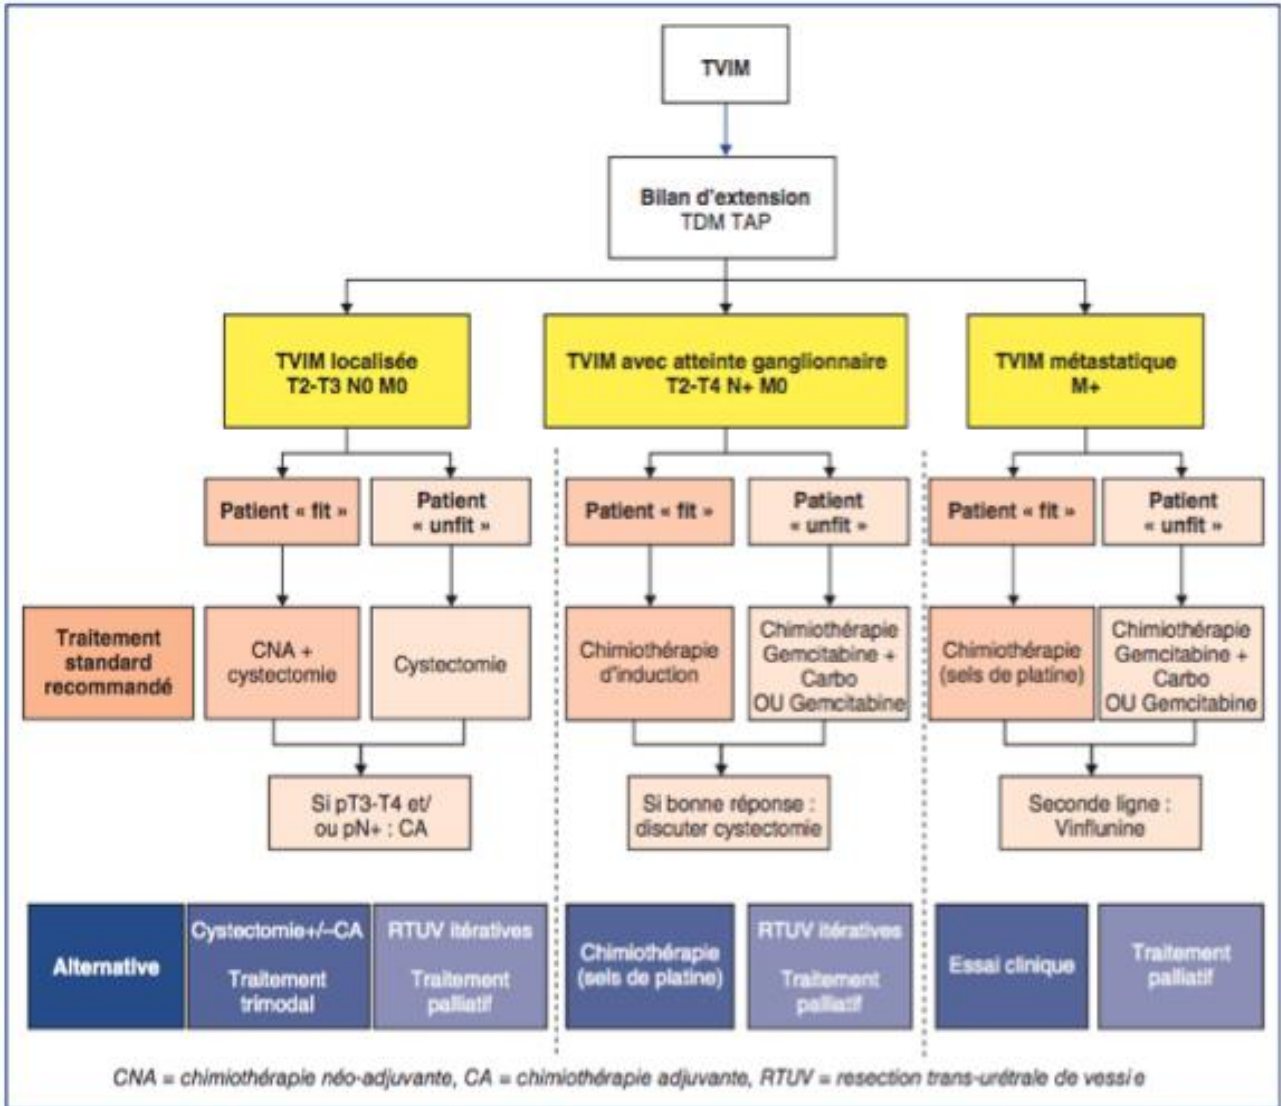 TVIM
Bilan d'extension
TDM TAP
TVIM localisée
T2-T3 N0 M0
TVIM avec atteinte ganglionnaire
T2-T4 N+ M0
TVIM métastatique
M+
Patient « fit »
Patient
« unfit »
Patient « fit »
Patient
« unfit »
Patient « fit »
Patient
« unfit »
Traitement
standard
recommandé
CNA +
cystectomie
Cystectomie
Chimiothérapie
d'induction
Chimiothérapie
Gemcitabine +
Carbo
OU Gemcitabine
Chimiothérapie
(sels de platine)
Chimiothérapie
Gemcitabine +
Carbo
OU Gemcitabine
Si pT3-T4 et/
ou pN+ : CA
Si bonne réponse :
discuter cystectomie
Seconde ligne :
Vinflunine
Alternative
Cystectomie+/–CA
Traitement
trimodal
RTUV itératives
Traitement
palliatif
Chimiothérapie
(sels de platine)
RTUV itératives
Traitement
palliatif
Essai clinique
Traitement
palliatif
CNA = chimiothérapie néo-adjuvante, CA = chimiothérapie adjuvante, RTUV = resection trans-urétrale de vessie